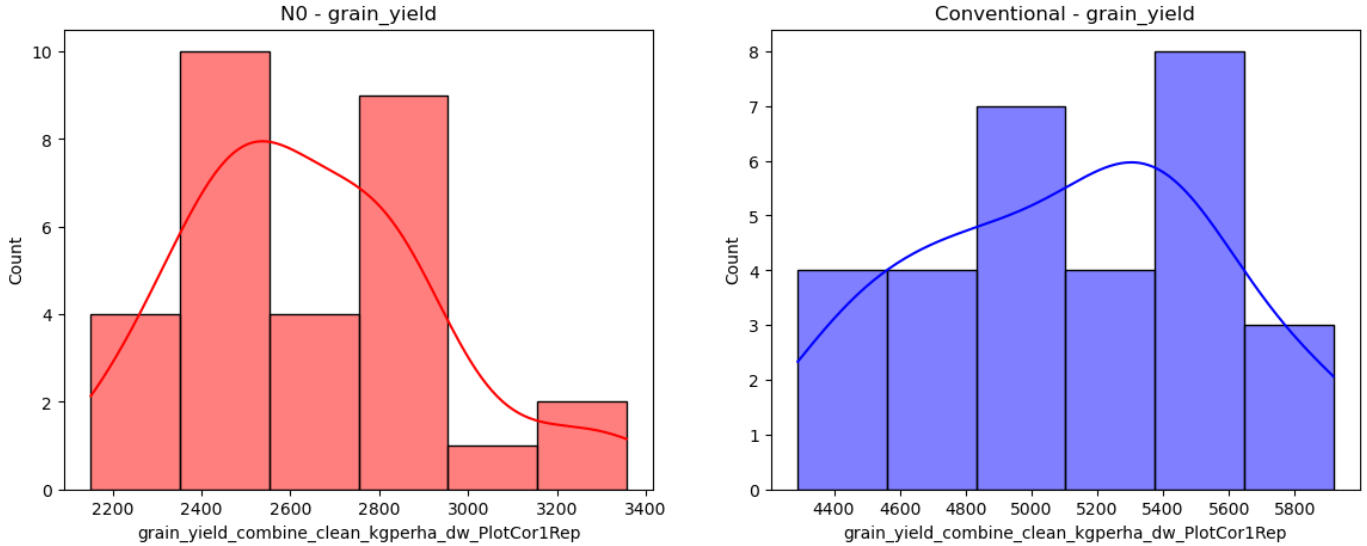 N0 - grain_yield
10
8
6
4
2
0
Count
2200 2400 2600 2800 3000 3200 3400
grain_yield_combine_clean_kgperha_dw_PlotCor1Rep
Conventional - grain_yield
8
7
6
5
4
3
2
1
0
Count
4400 4600 4800 5000 5200 5400 5600 5800
grain_yield_combine_clean_kgperha_dw_PlotCor1Rep